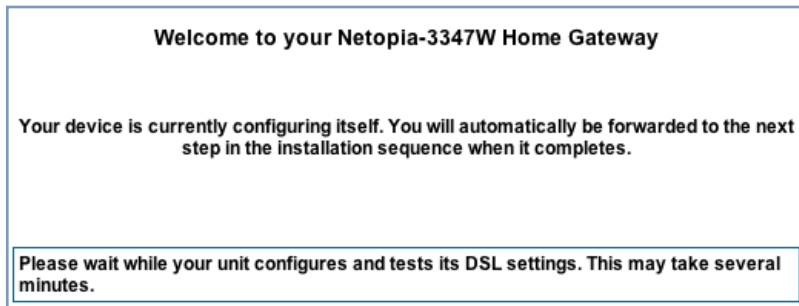 Welcome to your Netopia-3347W Home Gateway
Your device is currently configuring itself. You will automatically be forwarded to the next
step in the installation sequence when it completes.
Please wait while your unit configures and tests its DSL settings. This may take several
minutes.